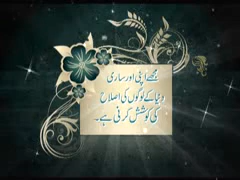 مجھے اپنی اور ساری
دنیا کے لوگوں کی اصلاح
کی کوشش کرنی ہے۔